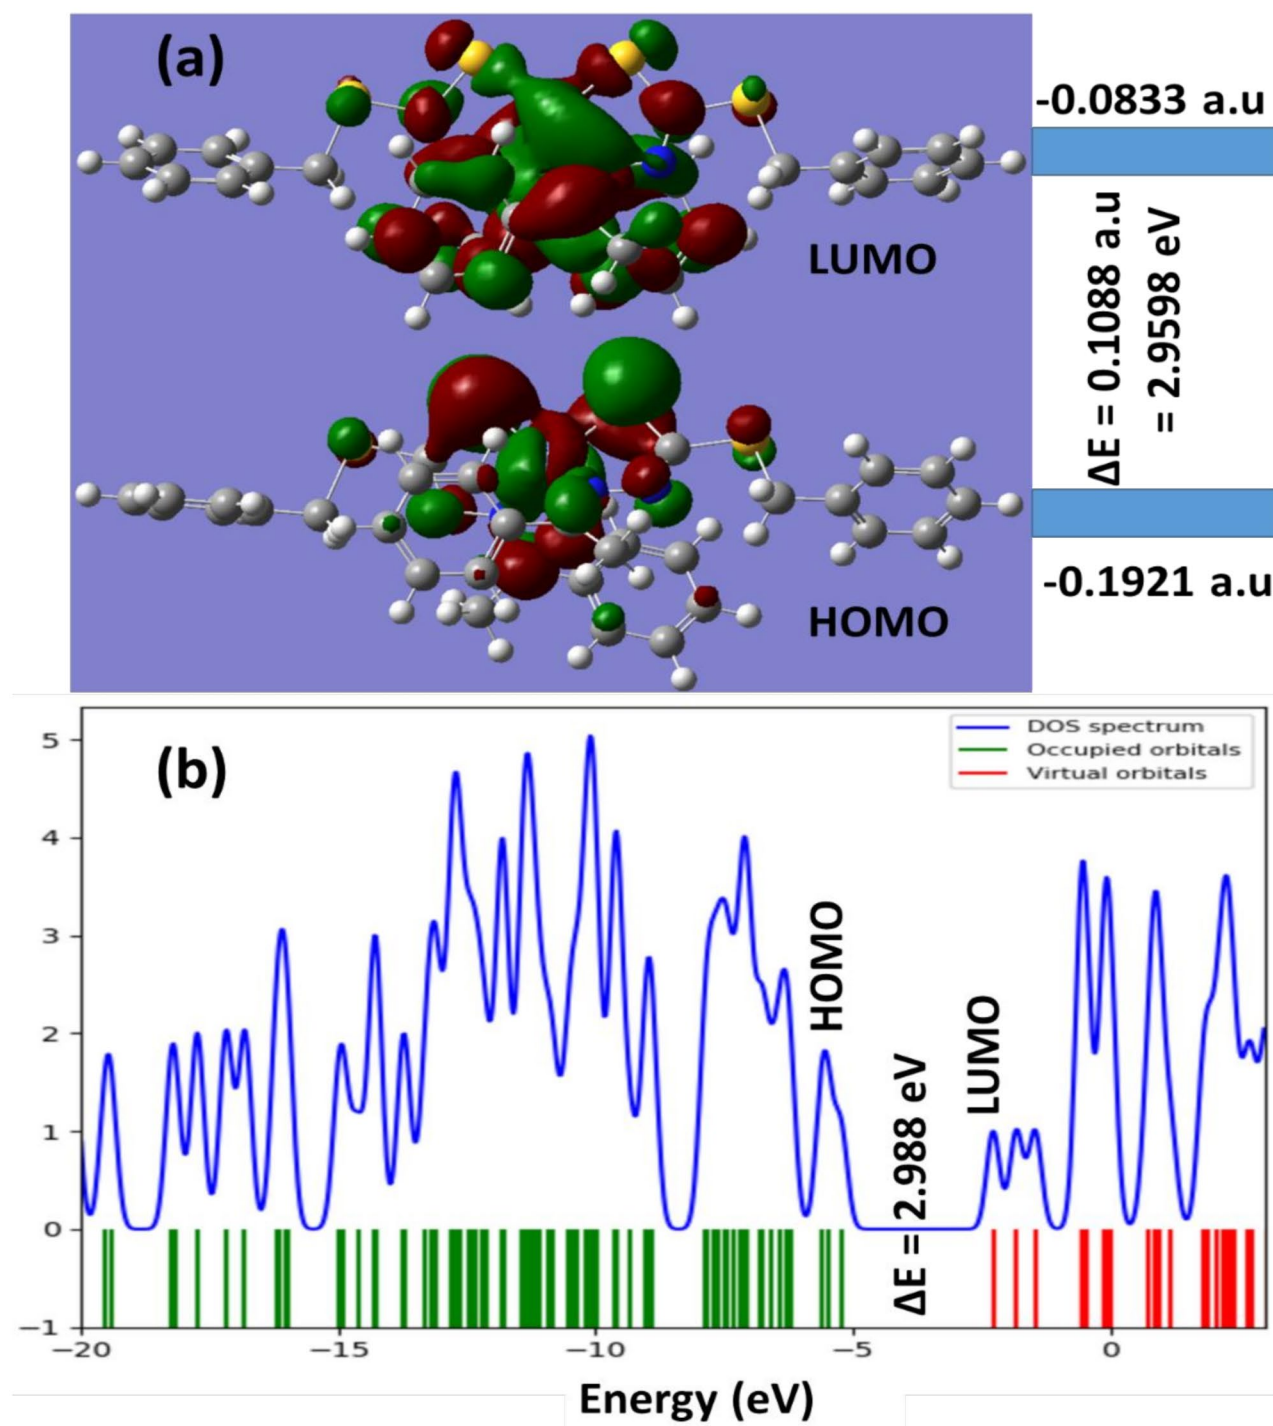 (a)
-0.0833 a.u
LUMO
ΔE = 0.1088 a.u
= 2.9598 eV
HOMO
-0.1921 a.u
(b)
DOS spectrum
Occupied orbitals
Virtual orbitals
5
4
3
2
1
0
−1
HOMO
LUMO
ΔE = 2.988 eV
−20
−15
−10
−5
0
Energy (eV)